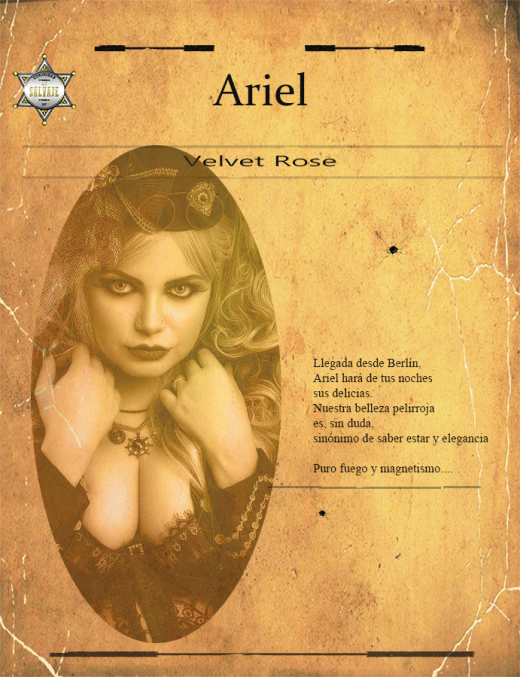 SALVAJE
Ariel
Velvet Rose
Llegada desde Berlín,
Ariel hará de tus noches
sus delicias.
Nuestra belleza pelirroja
es, sin duda,
sinónimo de saber estar y elegancia
Puro fuego y magnetismo....